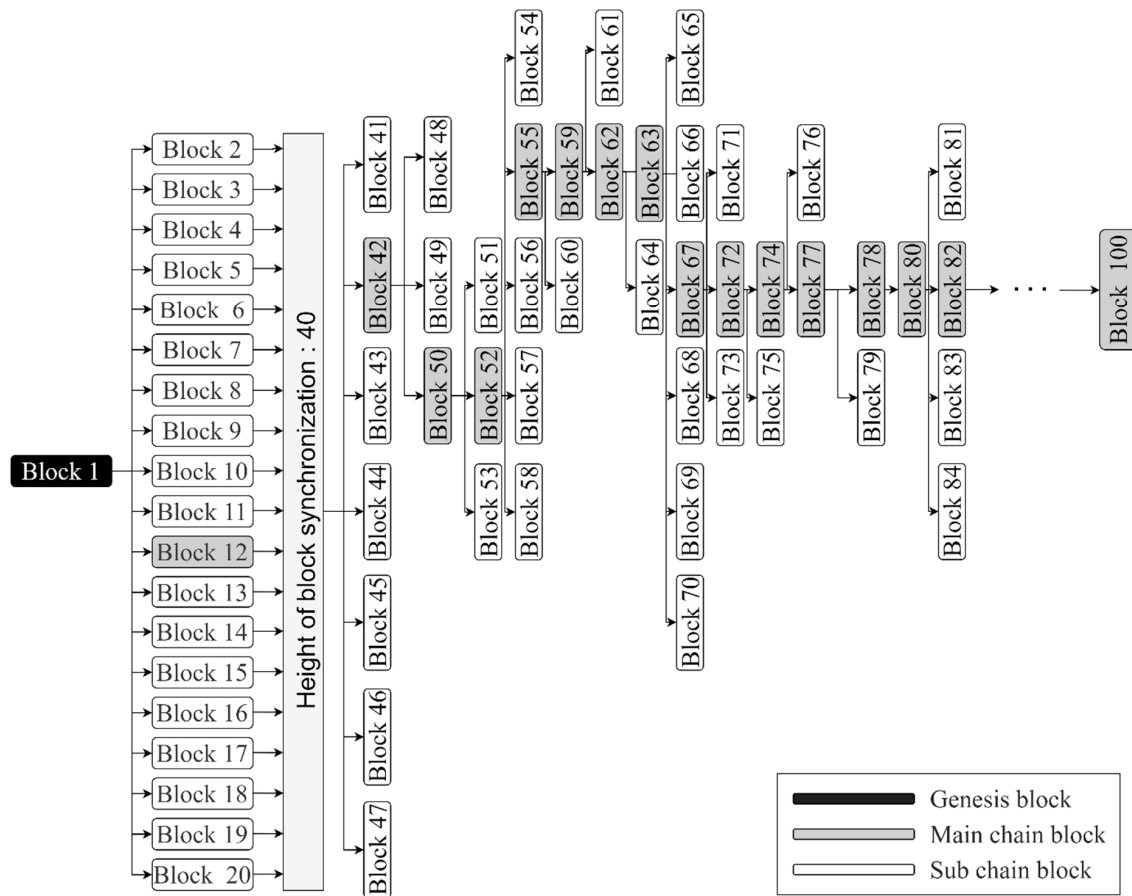 Block 1
Block 2
Block 3
Block 4
Block 5
Block 6
Block 7
Block 8
Block 9
Block 10
Block 11
Block 12
Block 13
Block 14
Block 15
Block 16
Block 17
Block 18
Block 19
Block 20
Height of block synchronization : 40
Block 41
Block 42
Block 43
Block 44
Block 45
Block 46
Block 47
Block 48
Block 49
Block 50
Block 51
Block 52
Block 53
Block 54
Block 55
Block 56
Block 57
Block 58
Block 59
Block 60
Block 61
Block 62
Block 63
Block 64
Block 65
Block 66
Block 67
Block 68
Block 69
Block 70
Block 71
Block 72
Block 73
Block 74
Block 75
Block 76
Block 77
Block 78
Block 79
Block 80
Block 81
Block 82
Block 83
Block 84
· · ·
Block 100
Genesis block
Main chain block
Sub chain block